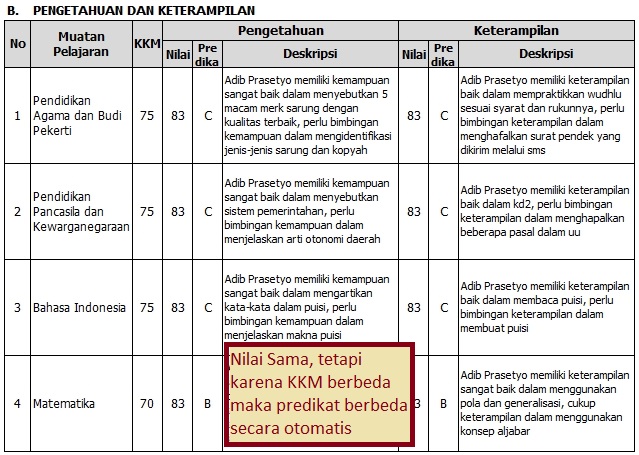 B. PENGETAHUAN DAN KETERAMPILAN
No Muatan Pelajaran KKM Pengetahuan Keterampilan
Nilai Pre dika Deskripsi Nilai Pre dika Deskripsi
1
Pendidikan
Agama dan Budi
Pekerti
75
83
C
Adib Prasetyo memiliki kemampuan
sangat baik dalam menyebutkan 5
macam merk sarung dengan
kualitas terbaik, perlu bimbingan
kemampuan dalam mengidentifikasi
jenis-jenis sarung dan kopyah
83
C
Adib Prasetyo memiliki keterampilan
baik dalam mempraktikkan wudhlu
sesuai syarat dan rukunnya, perlu
bimbingan keterampilan dalam
menghafalkan surat pendek yang
dikirim melalui sms
2
Pendidikan
Pancasila dan
Kewarganegaraan
75
83
C
Adib Prasetyo memiliki kemampuan
sangat baik dalam menyebutkan
sistem pemerintahan, perlu
bimbingan kemampuan dalam
menjelaskan arti otonomi daerah
83
C
Adib Prasetyo memiliki keterampilan
baik dalam kd2, perlu bimbingan
keterampilan dalam menghapalkan
beberapa pasal dalam uu
3
Bahasa Indonesia
75
83
C
Adib Prasetyo memiliki kemampuan
sangat baik dalam mengartikan
kata-kata dalam puisi, perlu
bimbingan kemampuan dalam
menjelaskan makna puisi
83
C
Adib Prasetyo memiliki keterampilan
baik dalam membaca puisi, perlu
bimbingan keterampilan dalam
membuat puisi
4
Matematika
70
83
B
Nilai Sama, tetapi
karena KKM berbeda
maka predikat berbeda
secara otomatis
3
B
Adib Prasetyo memiliki keterampilan
sangat baik dalam menggunakan
pola dan generalisasi, cukup
keterampilan dalam menggunakan
konsep aljabar